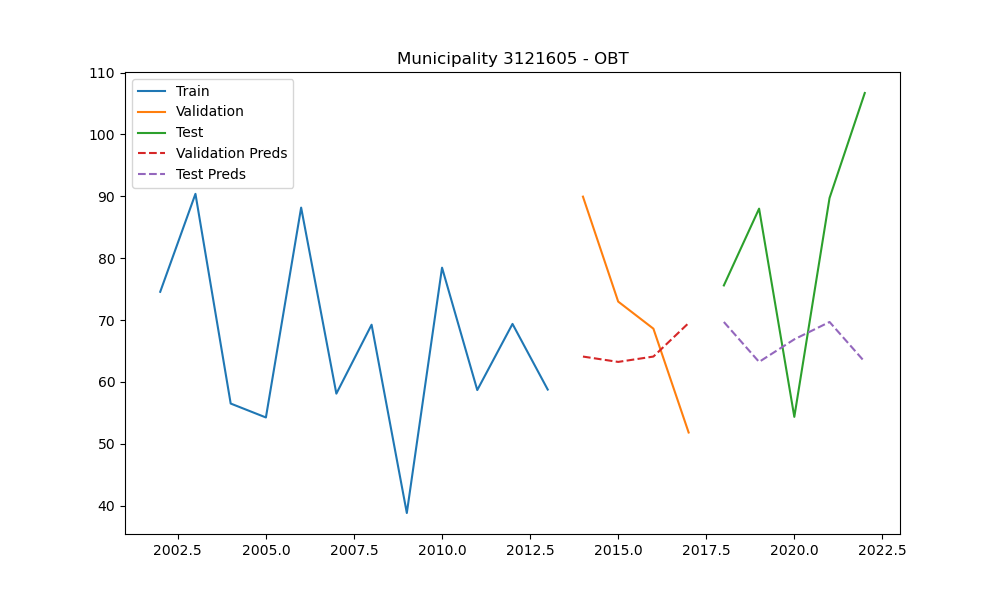 Municipality 3121605 - OBT
Train
Validation
Test
Validation Preds
Test Preds
110
100
90
80
70
60
50
40
2002.5 2005.0 2007.5 2010.0 2012.5 2015.0 2017.5 2020.0 2022.5